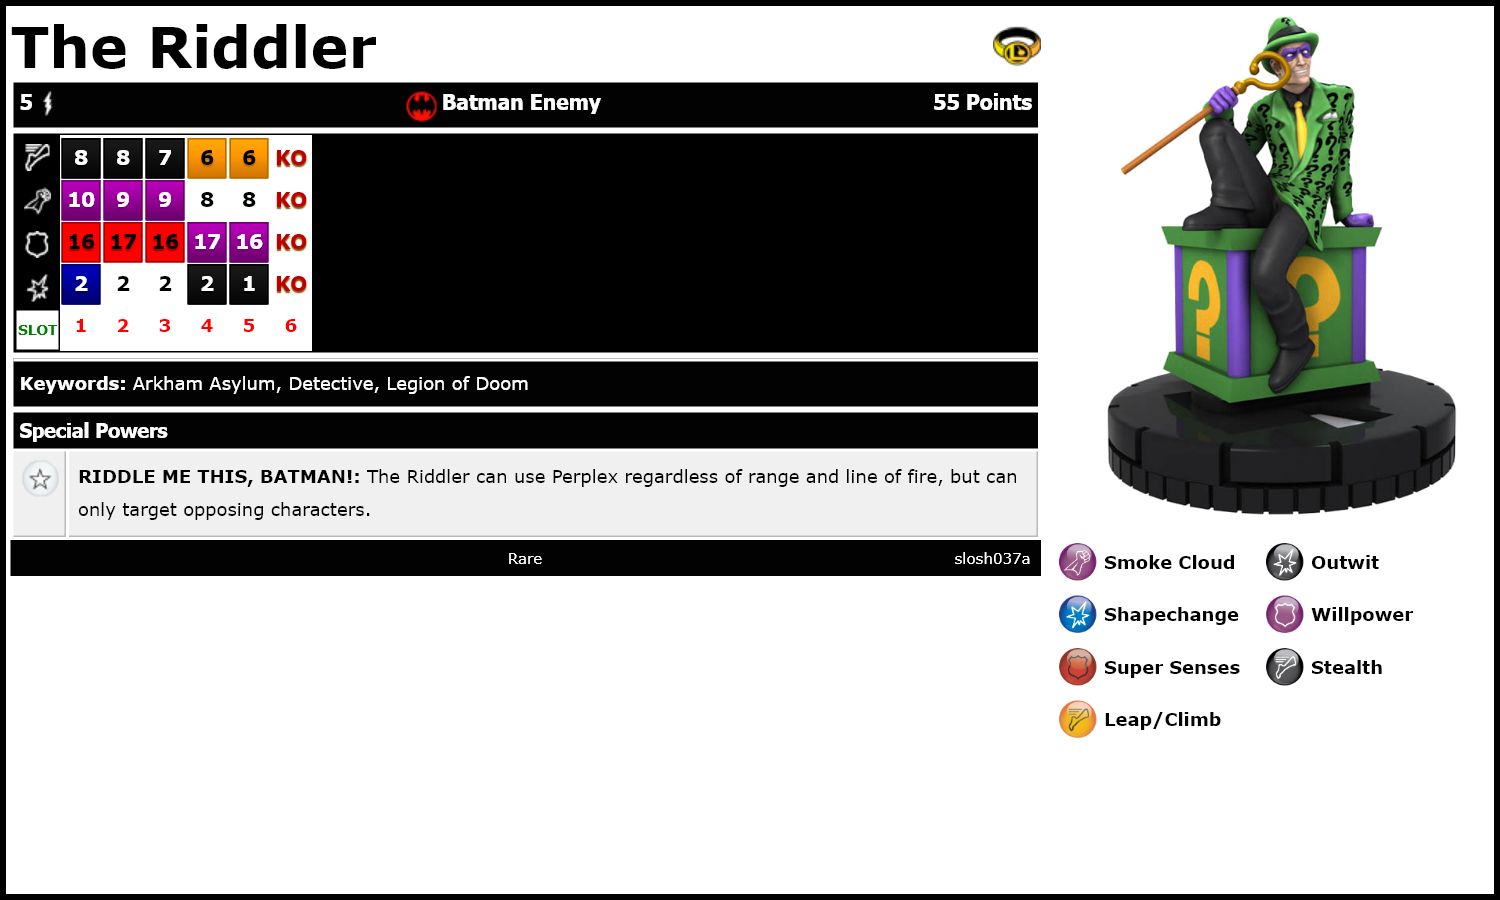 The Riddler
5 Batman Enemy 55 Points
8 8 7 6 6 KO
10 9 9 8 8 KO
16 17 16 17 16 KO
2 2 2 2 1 KO
SLOT 1 2 3 4 5 6
Keywords: Arkham Asylum, Detective, Legion of Doom
Special Powers
RIDDLE ME THIS, BATMAN!: The Riddler can use Perplex regardless of range and line of fire, but can
only target opposing characters.
Rare slosh037a
? ?
Smoke Cloud Outwit
Shapechange Willpower
Super Senses Stealth
Leap/Climb